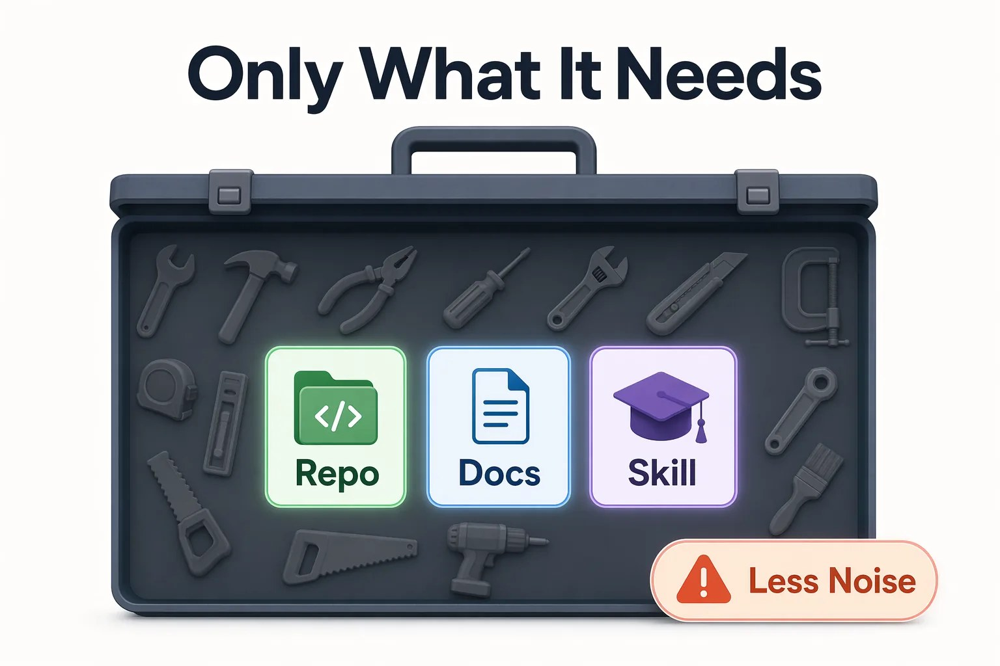 Only What It Needs
</>
Repo
Docs
Skill
Less Noise